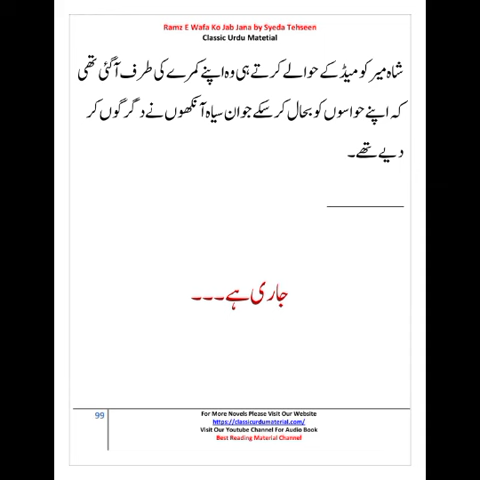 Ramz E Wafa Ko Jab Jana by Syeda Tehseen
Classic Urdu Matetial
شاہ میر کو میڈ کے حوالے کرتے ہی وہ اپنے کمرے کی طرف آ گئی تھی
کہ اپنے حواسوں کو بحال کر سکے جو ان سیاہ آنکھوں نے دگرگوں کر
دیے تھے۔
جاری ہے۔۔۔
99
For More Novels Please Visit Our Website
https://classicurdumaterial.com/
Visit Our Youtube Channel For Audio Book
Best Reading Material Channel